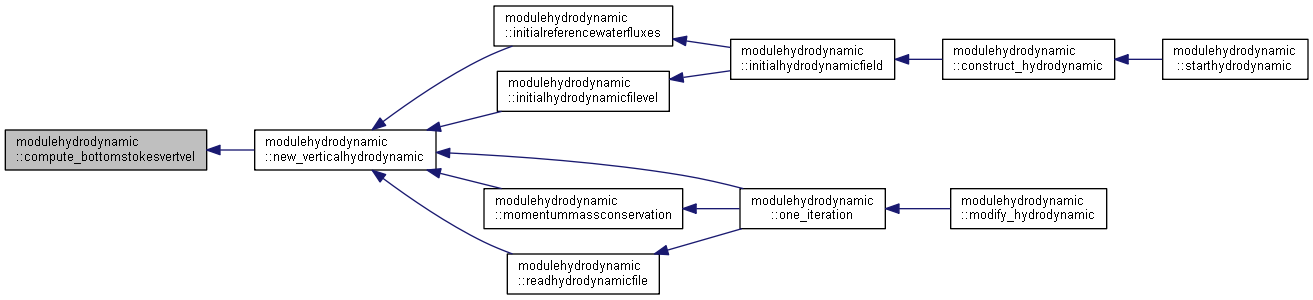 modulehydrodynamic
::initialreferencewaterfluxes
modulehydrodynamic
::initialhydrodynamicfield
modulehydrodynamic
::construct_hydrodynamic
modulehydrodynamic
::starthydrodynamic
modulehydrodynamic
::initialhydrodynamicfilevel
modulehydrodynamic
::compute_bottomstokesvertvel
modulehydrodynamic
::new_verticalhydrodynamic
modulehydrodynamic
::momentummassconservation
modulehydrodynamic
::one_iteration
modulehydrodynamic
::modify_hydrodynamic
modulehydrodynamic
::readhydrodynamicfile